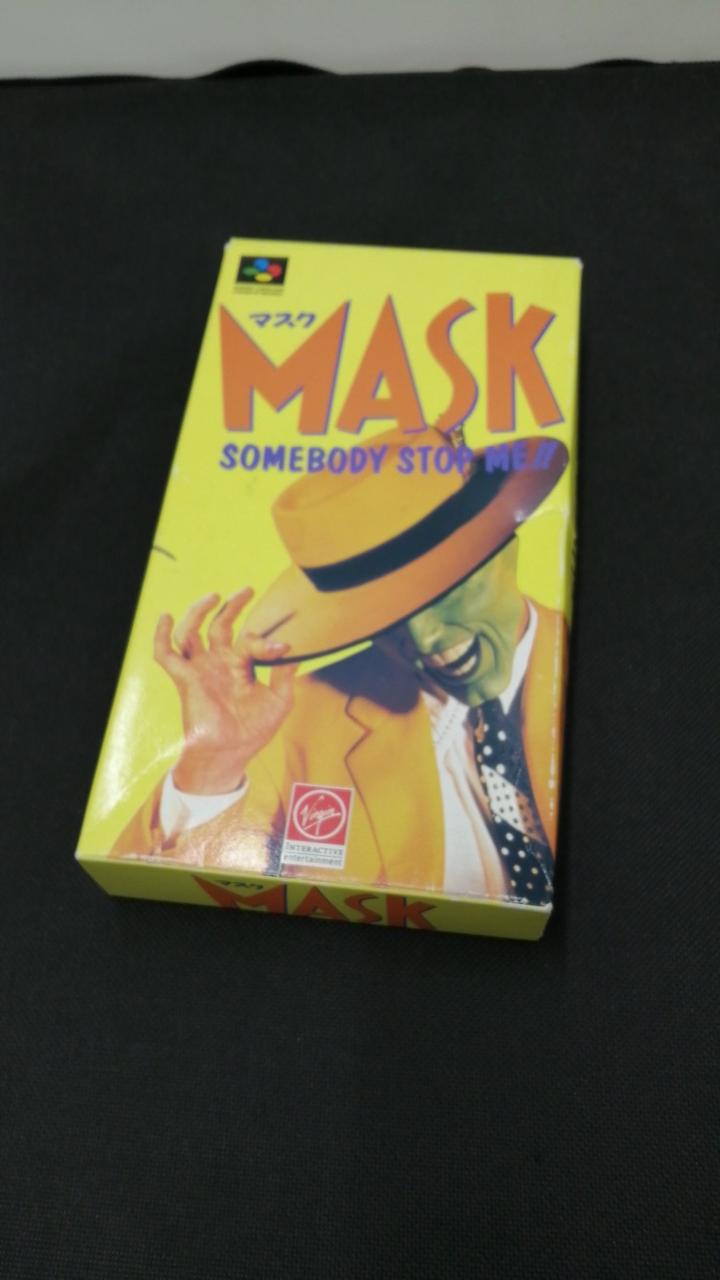 マスク
MASK
SOMEBODY STOP ME!!
Virgin
INTERACTIVE
entertainment
マスク
MASK